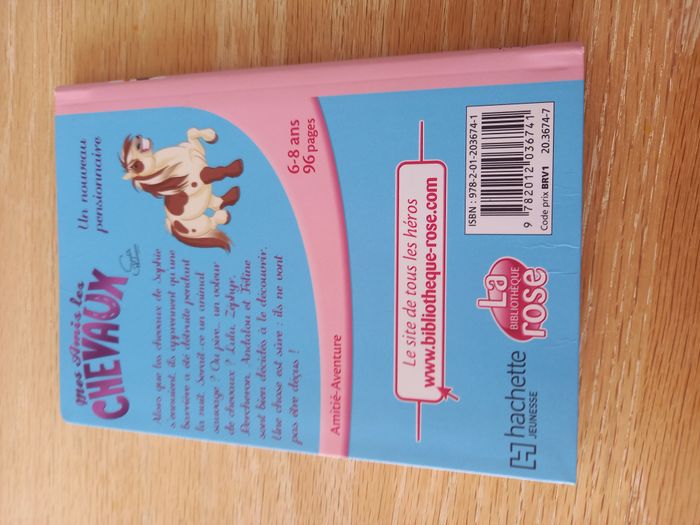 Mes Amis les
CHEVAUX
Un nouveau
pensionnaire
Alors que les chevaux de Sophie
s'amusent, ils apprennent qu'une
barrière a été détruite pendant
la nuit. Serait-ce un animal
sauvage ? Ou pire... un voleur
de chevaux ? Lulu, Zéphyr,
Percheron, Andalou et Féline
sont bien décidés à le découvrir.
Une chose est sûre : ils ne vont
pas être déçus !
6-8 ans
96 pages
Amitié-Aventure
Le site de tous les héros
www.bibliotheque-rose.com
ISBN : 978-2-01-203674-1
9 782012 036741
Code prix BRV1 20.3674-7
La
BIBLIOTHÈQUE
rose
hachette
JEUNESSE